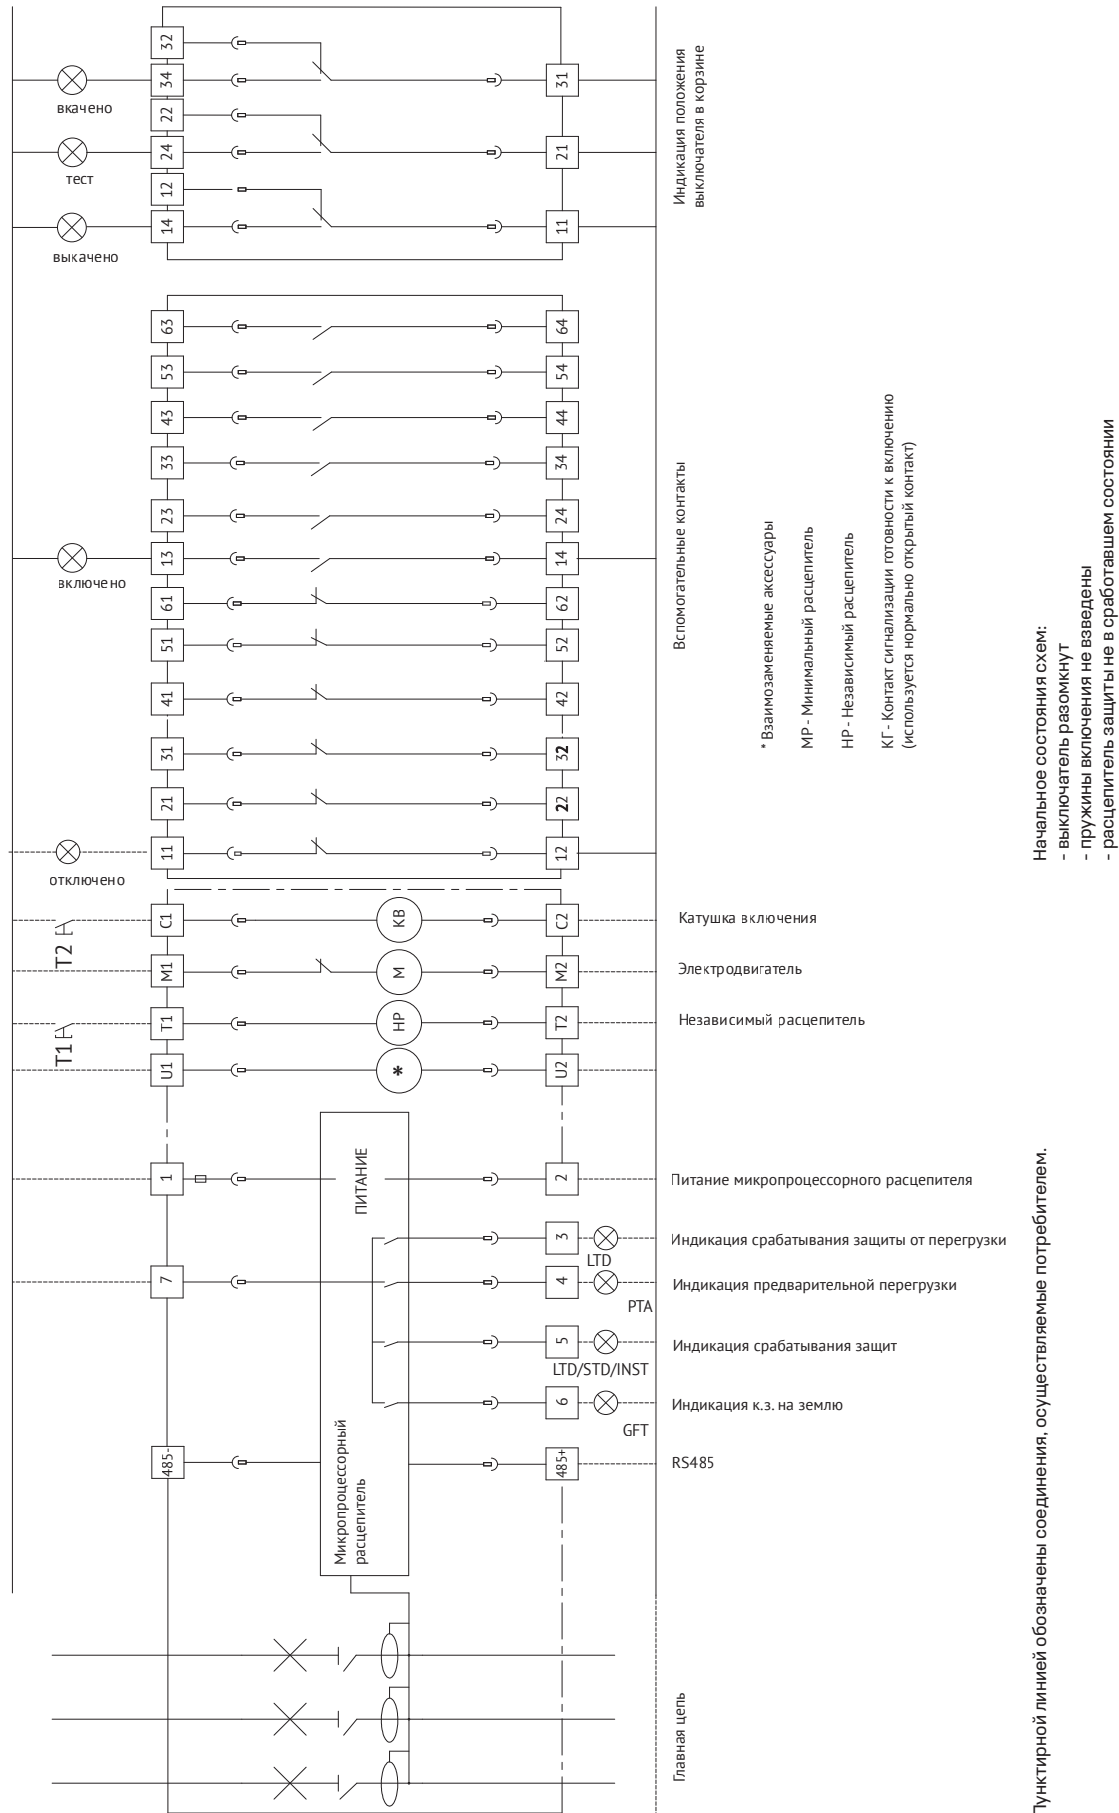 32
34
31
вкачено
22
24
21
тест
12
14
11
выкачено
Индикация положения
выключателя в корзине
63
64
53
54
43
44
33
34
23
24
13
14
включено
61
62
51
52
41
42
31
32
21
22
11
12
отключено
Вспомогательные контакты
* Взаимозаменяемые аксессуары
МР - Минимальный расцепитель
НР - Независимый расцепитель
КГ - Контакт сигнализации готовности к включению
(используется нормально открытый контакт)
Начальное состояния схем:
- выключатель разомкнут
- пружины включения не взведены
- расцепитель защиты не в сработавшем состоянии
T2
C1
КВ
C2
Катушка включения
M1
М
M2
Электродвигатель
T1
T1
НР
T2
Независимый расцепитель
U1
*
U2
ПИТАНИЕ
1
2
Питание микропроцессорного расцепителя
3
LTD
Индикация срабатывания защиты от перегрузки
7
4
PTA
Индикация предварительной перегрузки
5
LTD/STD/INST
Индикация срабатывания защит
6
GFT
Индикация к.з. на землю
485-
485+
RS485
Микропроцессорный
расцепитель
Главная цепь
Пунктирной линией обозначены соединения, осуществляемые потребителем.